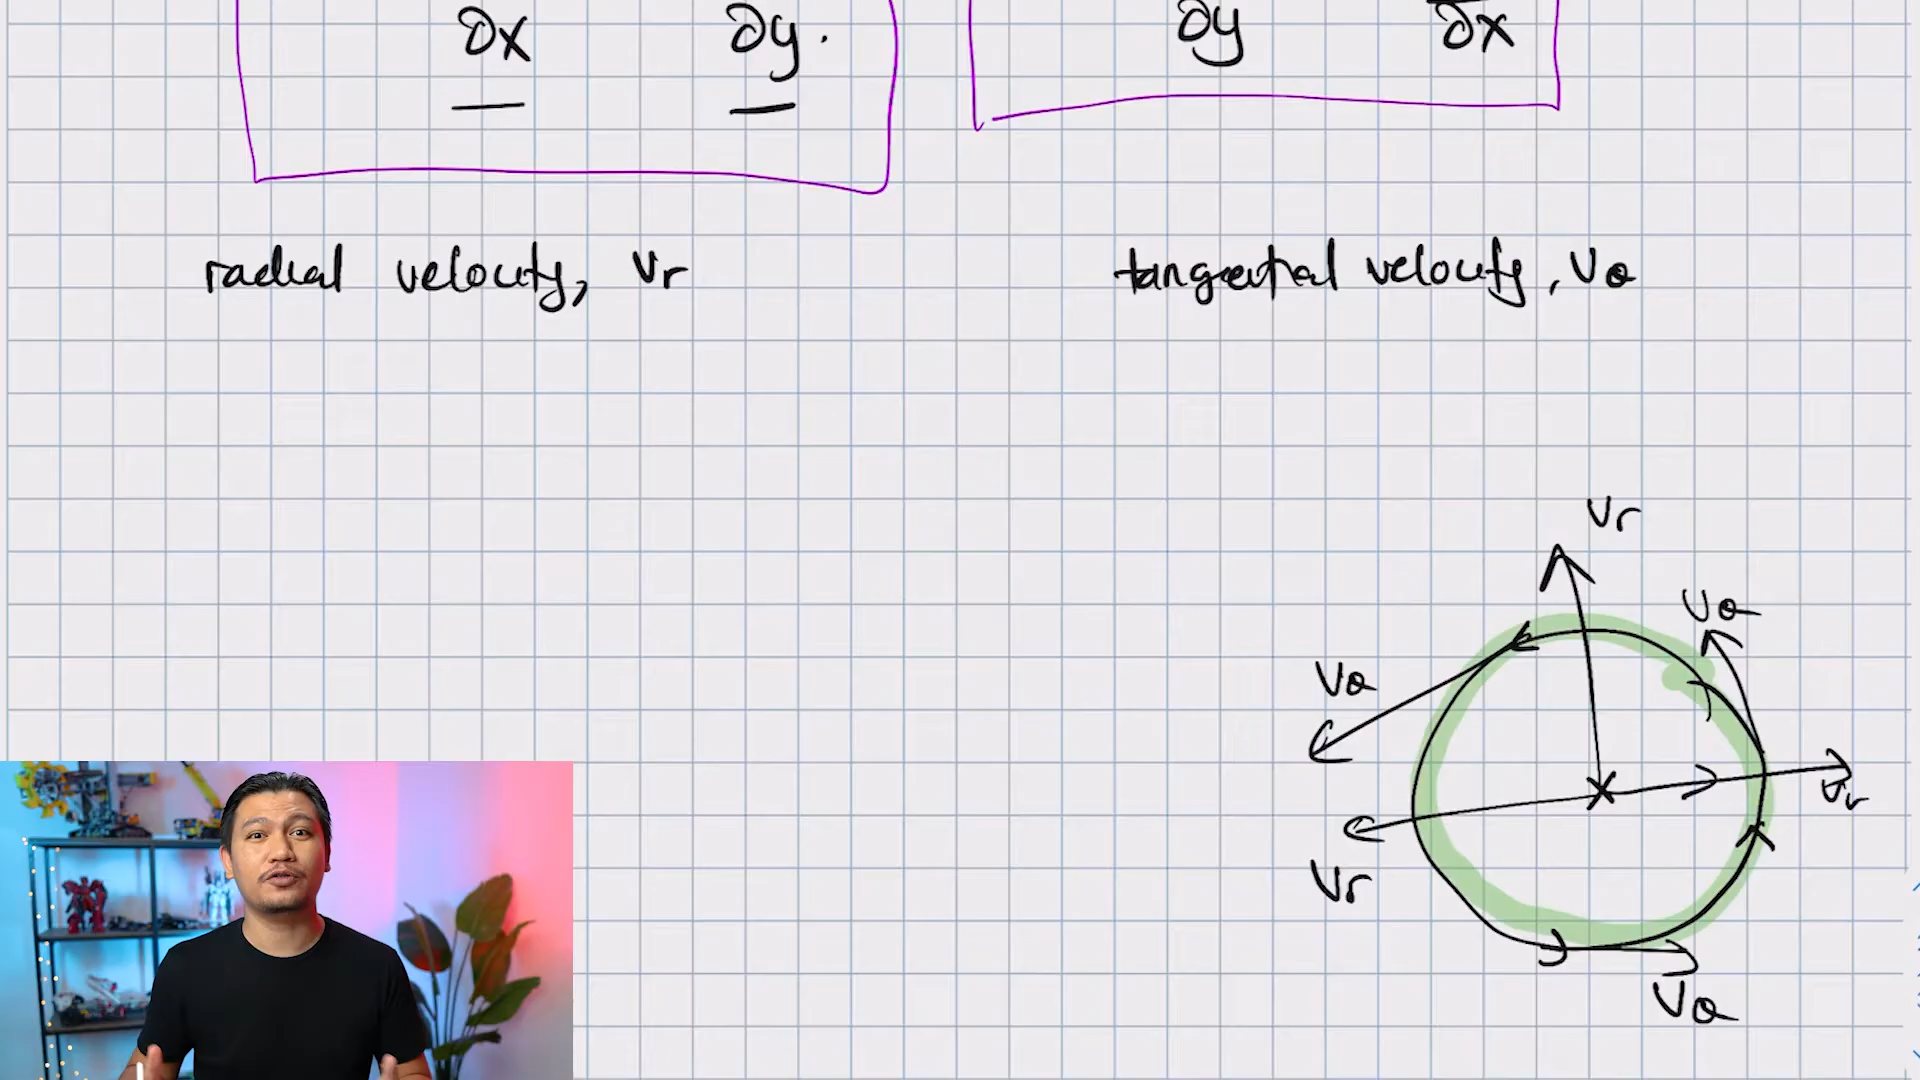 ∂x ∂y. ∂y ∂x
radial velocity, Vr tangential velocity, Vθ
Vr
Vθ
Vθ
Vr
Vr
Vθ